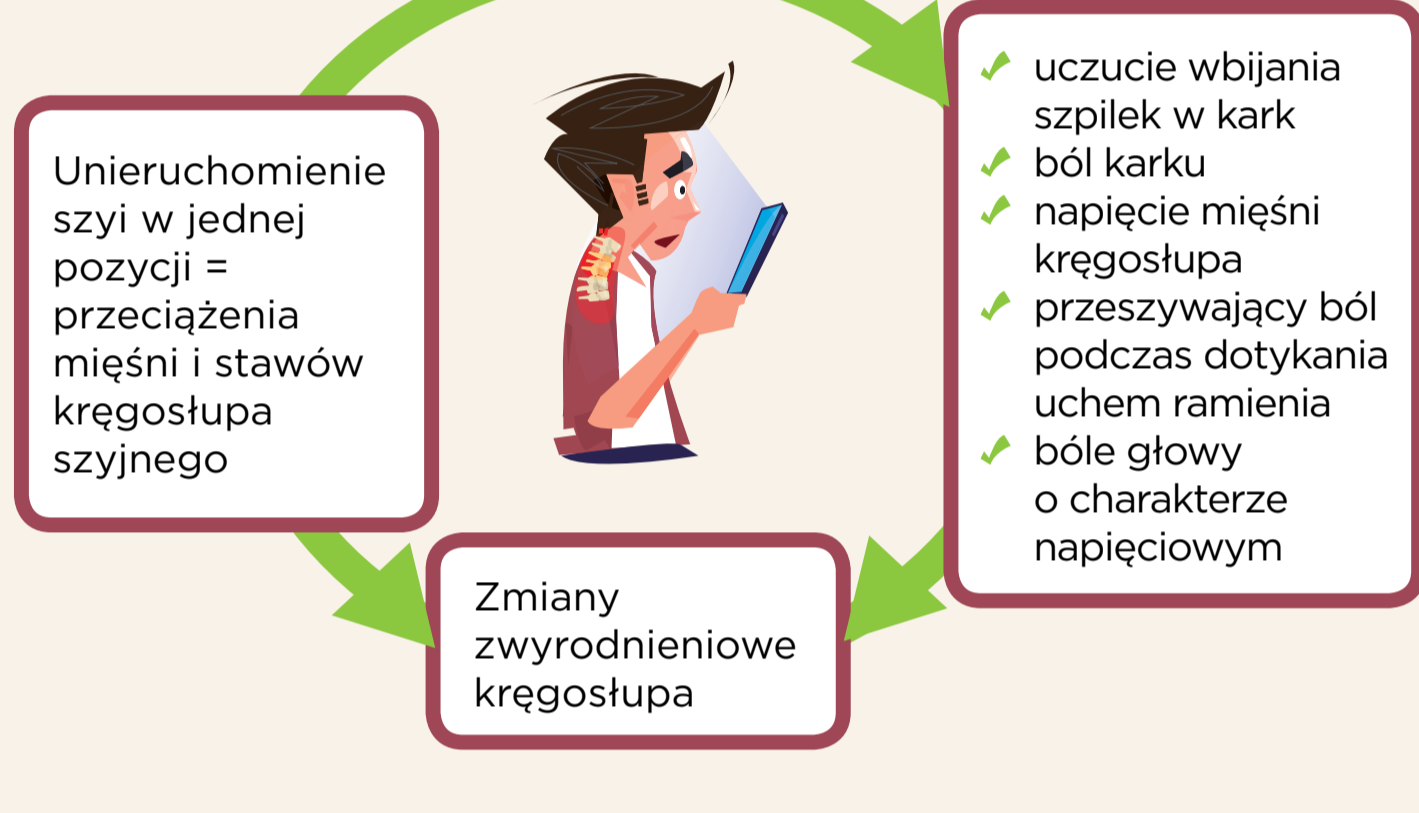 Unieruchomienie
szyi w jednej
pozycji =
przeciążenia
mięśni i stawów
kręgosłupa
szyjnego
uczucie wbijania
szpilek w kark
ból karku
napięcie mięśni
kręgosłupa
przeszywający ból
podczas dotykania
uchem ramienia
bóle głowy
o charakterze
napięciowym
Zmiany
zwyrodnieniowe
kręgosłupa